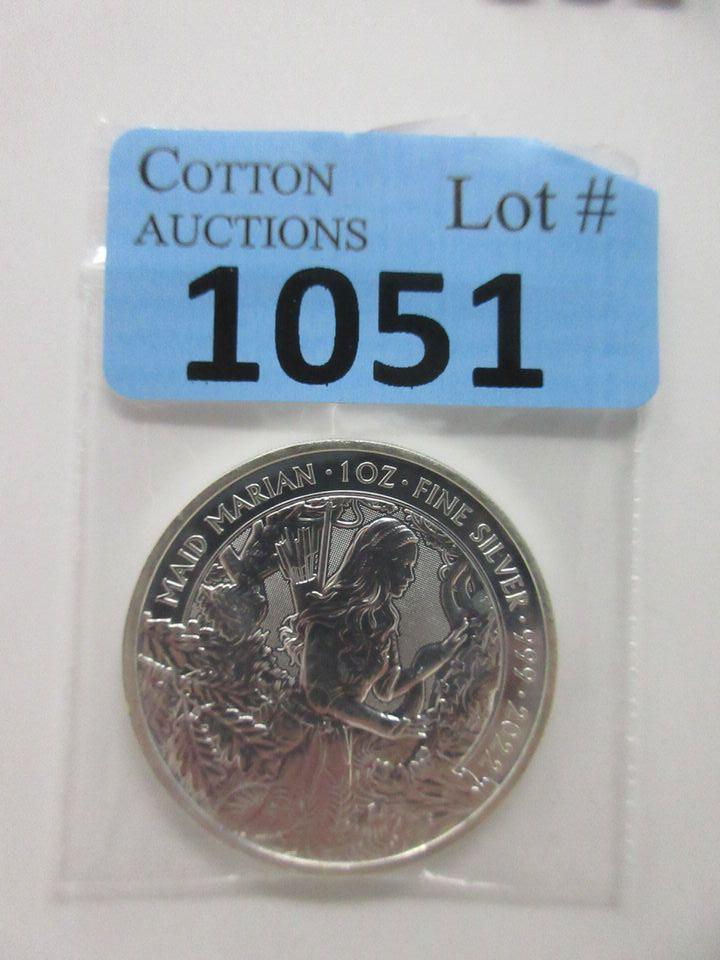 COTTON
AUCTIONS
Lot #
1051
MAID MARIAN · 1OZ · FINE SILVER · 999 · 2022